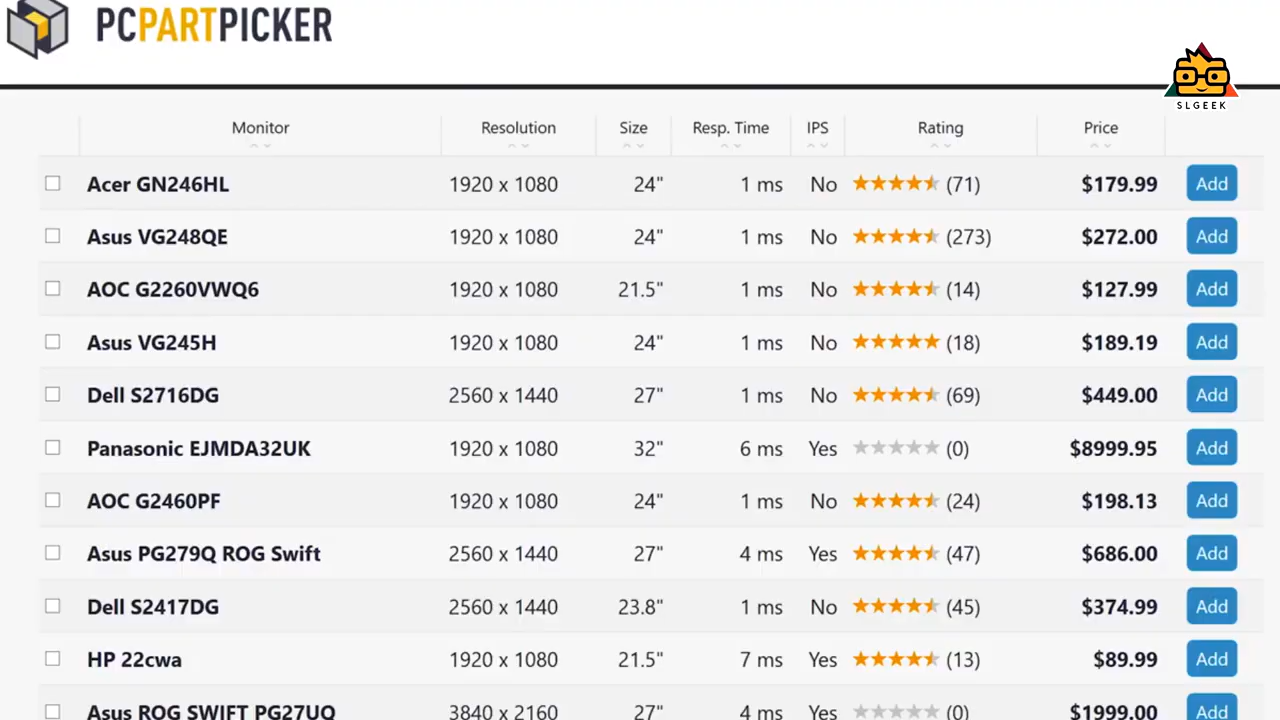 PCPARTPICKER
SLGEEK
Monitor Resolution Size Resp. Time IPS Rating Price
Acer GN246HL 1920 x 1080 24" 1 ms No (71) $179.99 Add
Asus VG248QE 1920 x 1080 24" 1 ms No (273) $272.00 Add
AOC G2260VWQ6 1920 x 1080 21.5" 1 ms No (14) $127.99 Add
Asus VG245H 1920 x 1080 24" 1 ms No (18) $189.19 Add
Dell S2716DG 2560 x 1440 27" 1 ms No (69) $449.00 Add
Panasonic EJMDA32UK 1920 x 1080 32" 6 ms Yes (0) $8999.95 Add
AOC G2460PF 1920 x 1080 24" 1 ms No (24) $198.13 Add
Asus PG279Q ROG Swift 2560 x 1440 27" 4 ms Yes (47) $686.00 Add
Dell S2417DG 2560 x 1440 23.8" 1 ms No (45) $374.99 Add
HP 22cwa 1920 x 1080 21.5" 7 ms Yes (13) $89.99 Add
Asus ROG SWIFT PG27UQ 3840 x 2160 27" 4 ms Yes (0) $1999.00 Add